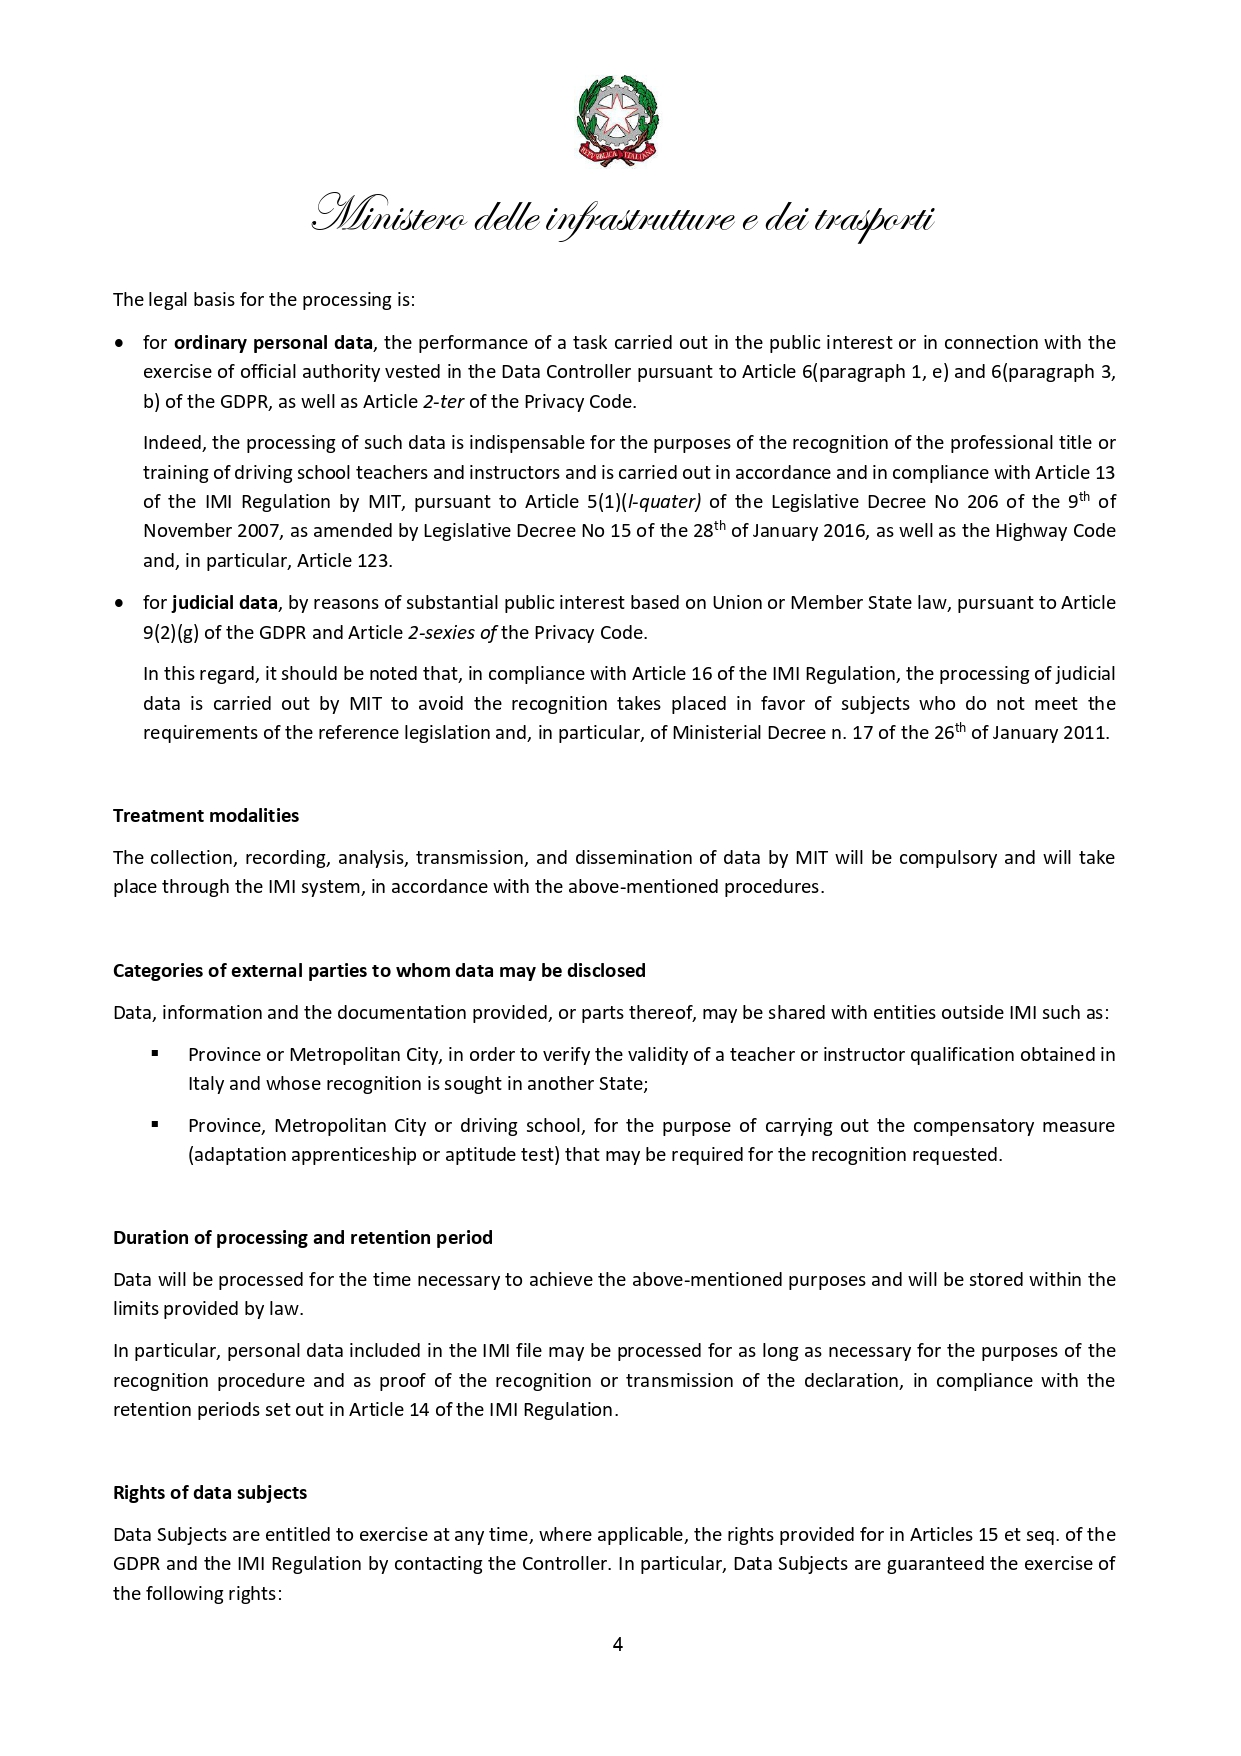 REPVBBLICA ITALIANA
Ministero delle infrastrutture e dei trasporti
The legal basis for the processing is:
● for ordinary personal data, the performance of a task carried out in the public interest or in connection with the
exercise of official authority vested in the Data Controller pursuant to Article 6(paragraph 1, e) and 6(paragraph 3,
b) of the GDPR, as well as Article 2-ter of the Privacy Code.
Indeed, the processing of such data is indispensable for the purposes of the recognition of the professional title or
training of driving school teachers and instructors and is carried out in accordance and in compliance with Article 13
of the IMI Regulation by MIT, pursuant to Article 5(1)(l-quater) of the Legislative Decree No 206 of the 9th of
November 2007, as amended by Legislative Decree No 15 of the 28th of January 2016, as well as the Highway Code
and, in particular, Article 123.
● for judicial data, by reasons of substantial public interest based on Union or Member State law, pursuant to Article
9(2)(g) of the GDPR and Article 2-sexies of the Privacy Code.
In this regard, it should be noted that, in compliance with Article 16 of the IMI Regulation, the processing of judicial
data is carried out by MIT to avoid the recognition takes placed in favor of subjects who do not meet the
requirements of the reference legislation and, in particular, of Ministerial Decree n. 17 of the 26th of January 2011.
Treatment modalities
The collection, recording, analysis, transmission, and dissemination of data by MIT will be compulsory and will take
place through the IMI system, in accordance with the above-mentioned procedures.
Categories of external parties to whom data may be disclosed
Data, information and the documentation provided, or parts thereof, may be shared with entities outside IMI such as:
▪ Province or Metropolitan City, in order to verify the validity of a teacher or instructor qualification obtained in
Italy and whose recognition is sought in another State;
▪ Province, Metropolitan City or driving school, for the purpose of carrying out the compensatory measure
(adaptation apprenticeship or aptitude test) that may be required for the recognition requested.
Duration of processing and retention period
Data will be processed for the time necessary to achieve the above-mentioned purposes and will be stored within the
limits provided by law.
In particular, personal data included in the IMI file may be processed for as long as necessary for the purposes of the
recognition procedure and as proof of the recognition or transmission of the declaration, in compliance with the
retention periods set out in Article 14 of the IMI Regulation.
Rights of data subjects
Data Subjects are entitled to exercise at any time, where applicable, the rights provided for in Articles 15 et seq. of the
GDPR and the IMI Regulation by contacting the Controller. In particular, Data Subjects are guaranteed the exercise of
the following rights:
4